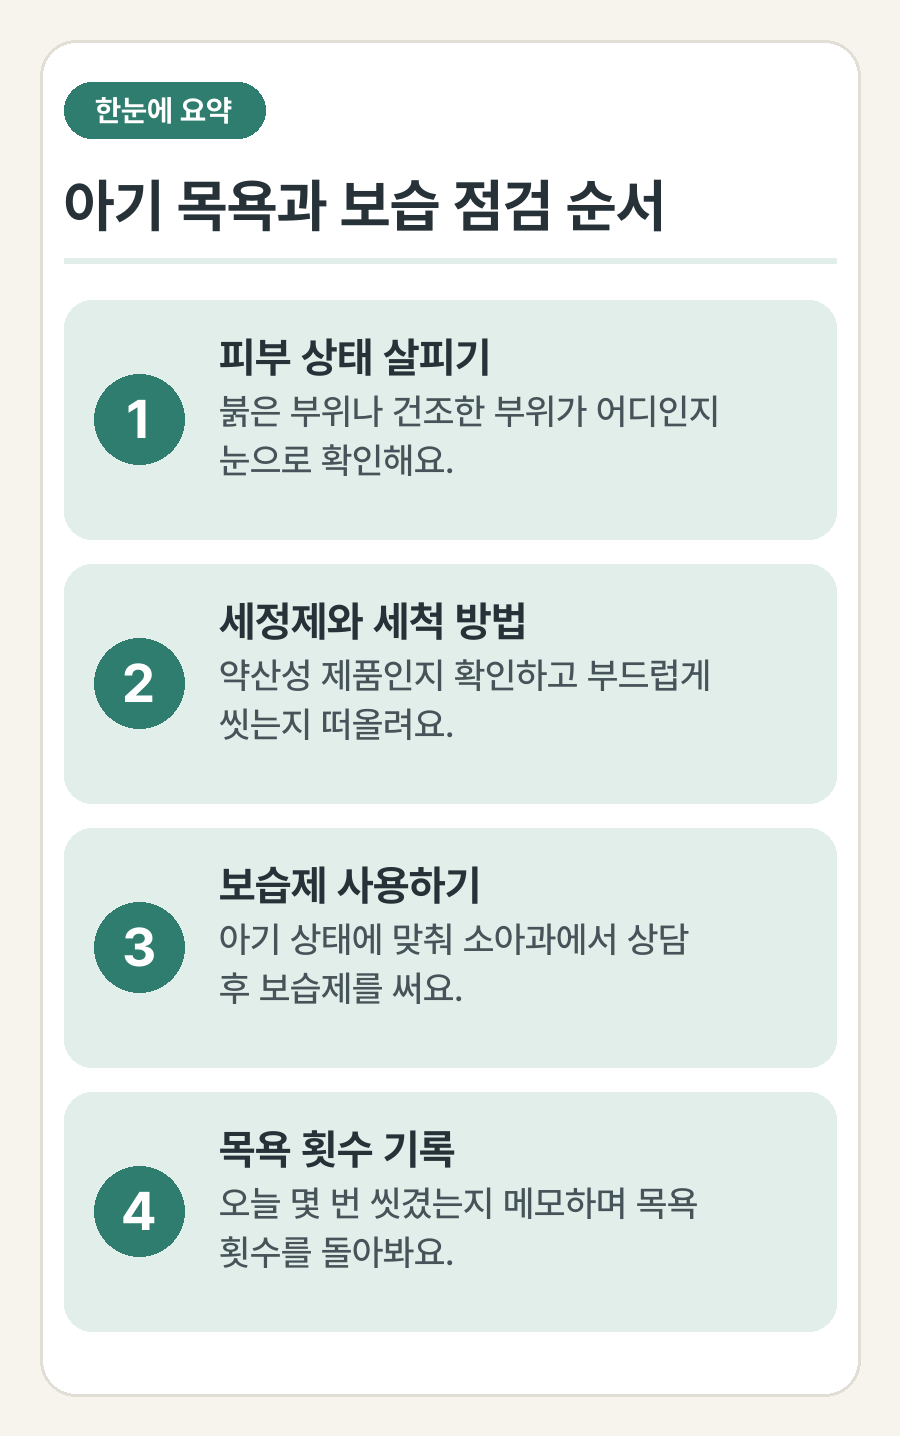 한눈에 요약
아기 목욕과 보습 점검 순서
1
피부 상태 살피기
붉은 부위나 건조한 부위가 어디인지
눈으로 확인해요.
2
세정제와 세척 방법
약산성 제품인지 확인하고 부드럽게
씻는지 떠올려요.
3
보습제 사용하기
아기 상태에 맞춰 소아과에서 상담
후 보습제를 써요.
4
목욕 횟수 기록
오늘 몇 번 씻겼는지 메모하며 목욕
횟수를 돌아봐요.